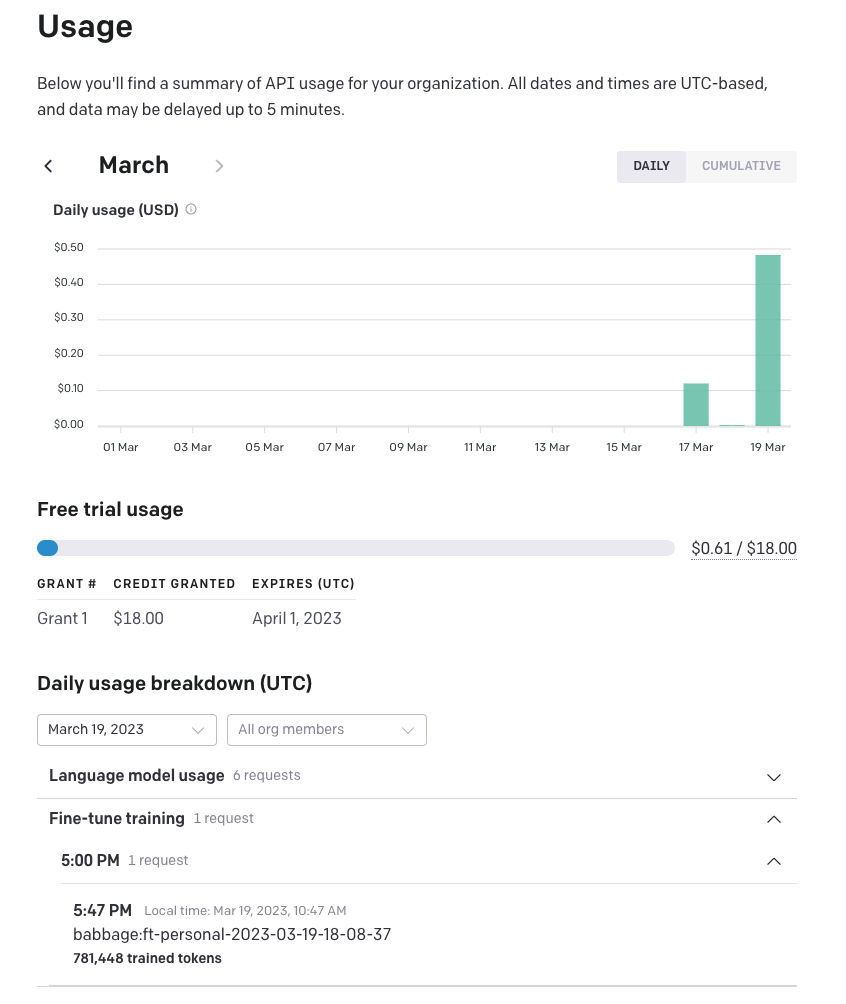 Usage
Below you'll find a summary of API usage for your organization. All dates and times are UTC-based,
and data may be delayed up to 5 minutes.
March
DAILY CUMULATIVE
Daily usage (USD)
$0.50
$0.40
$0.30
$0.20
$0.10
$0.00
01 Mar 03 Mar 05 Mar 07 Mar 09 Mar 11 Mar 13 Mar 15 Mar 17 Mar 19 Mar
Free trial usage
$0.61 / $18.00
GRANT # CREDIT GRANTED EXPIRES (UTC)
Grant 1 $18.00 April 1, 2023
Daily usage breakdown (UTC)
March 19, 2023 All org members
Language model usage 6 requests
Fine-tune training 1 request
5:00 PM 1 request
5:47 PM Local time: Mar 19, 2023, 10:47 AM
babbage:ft-personal-2023-03-19-18-08-37
781,448 trained tokens